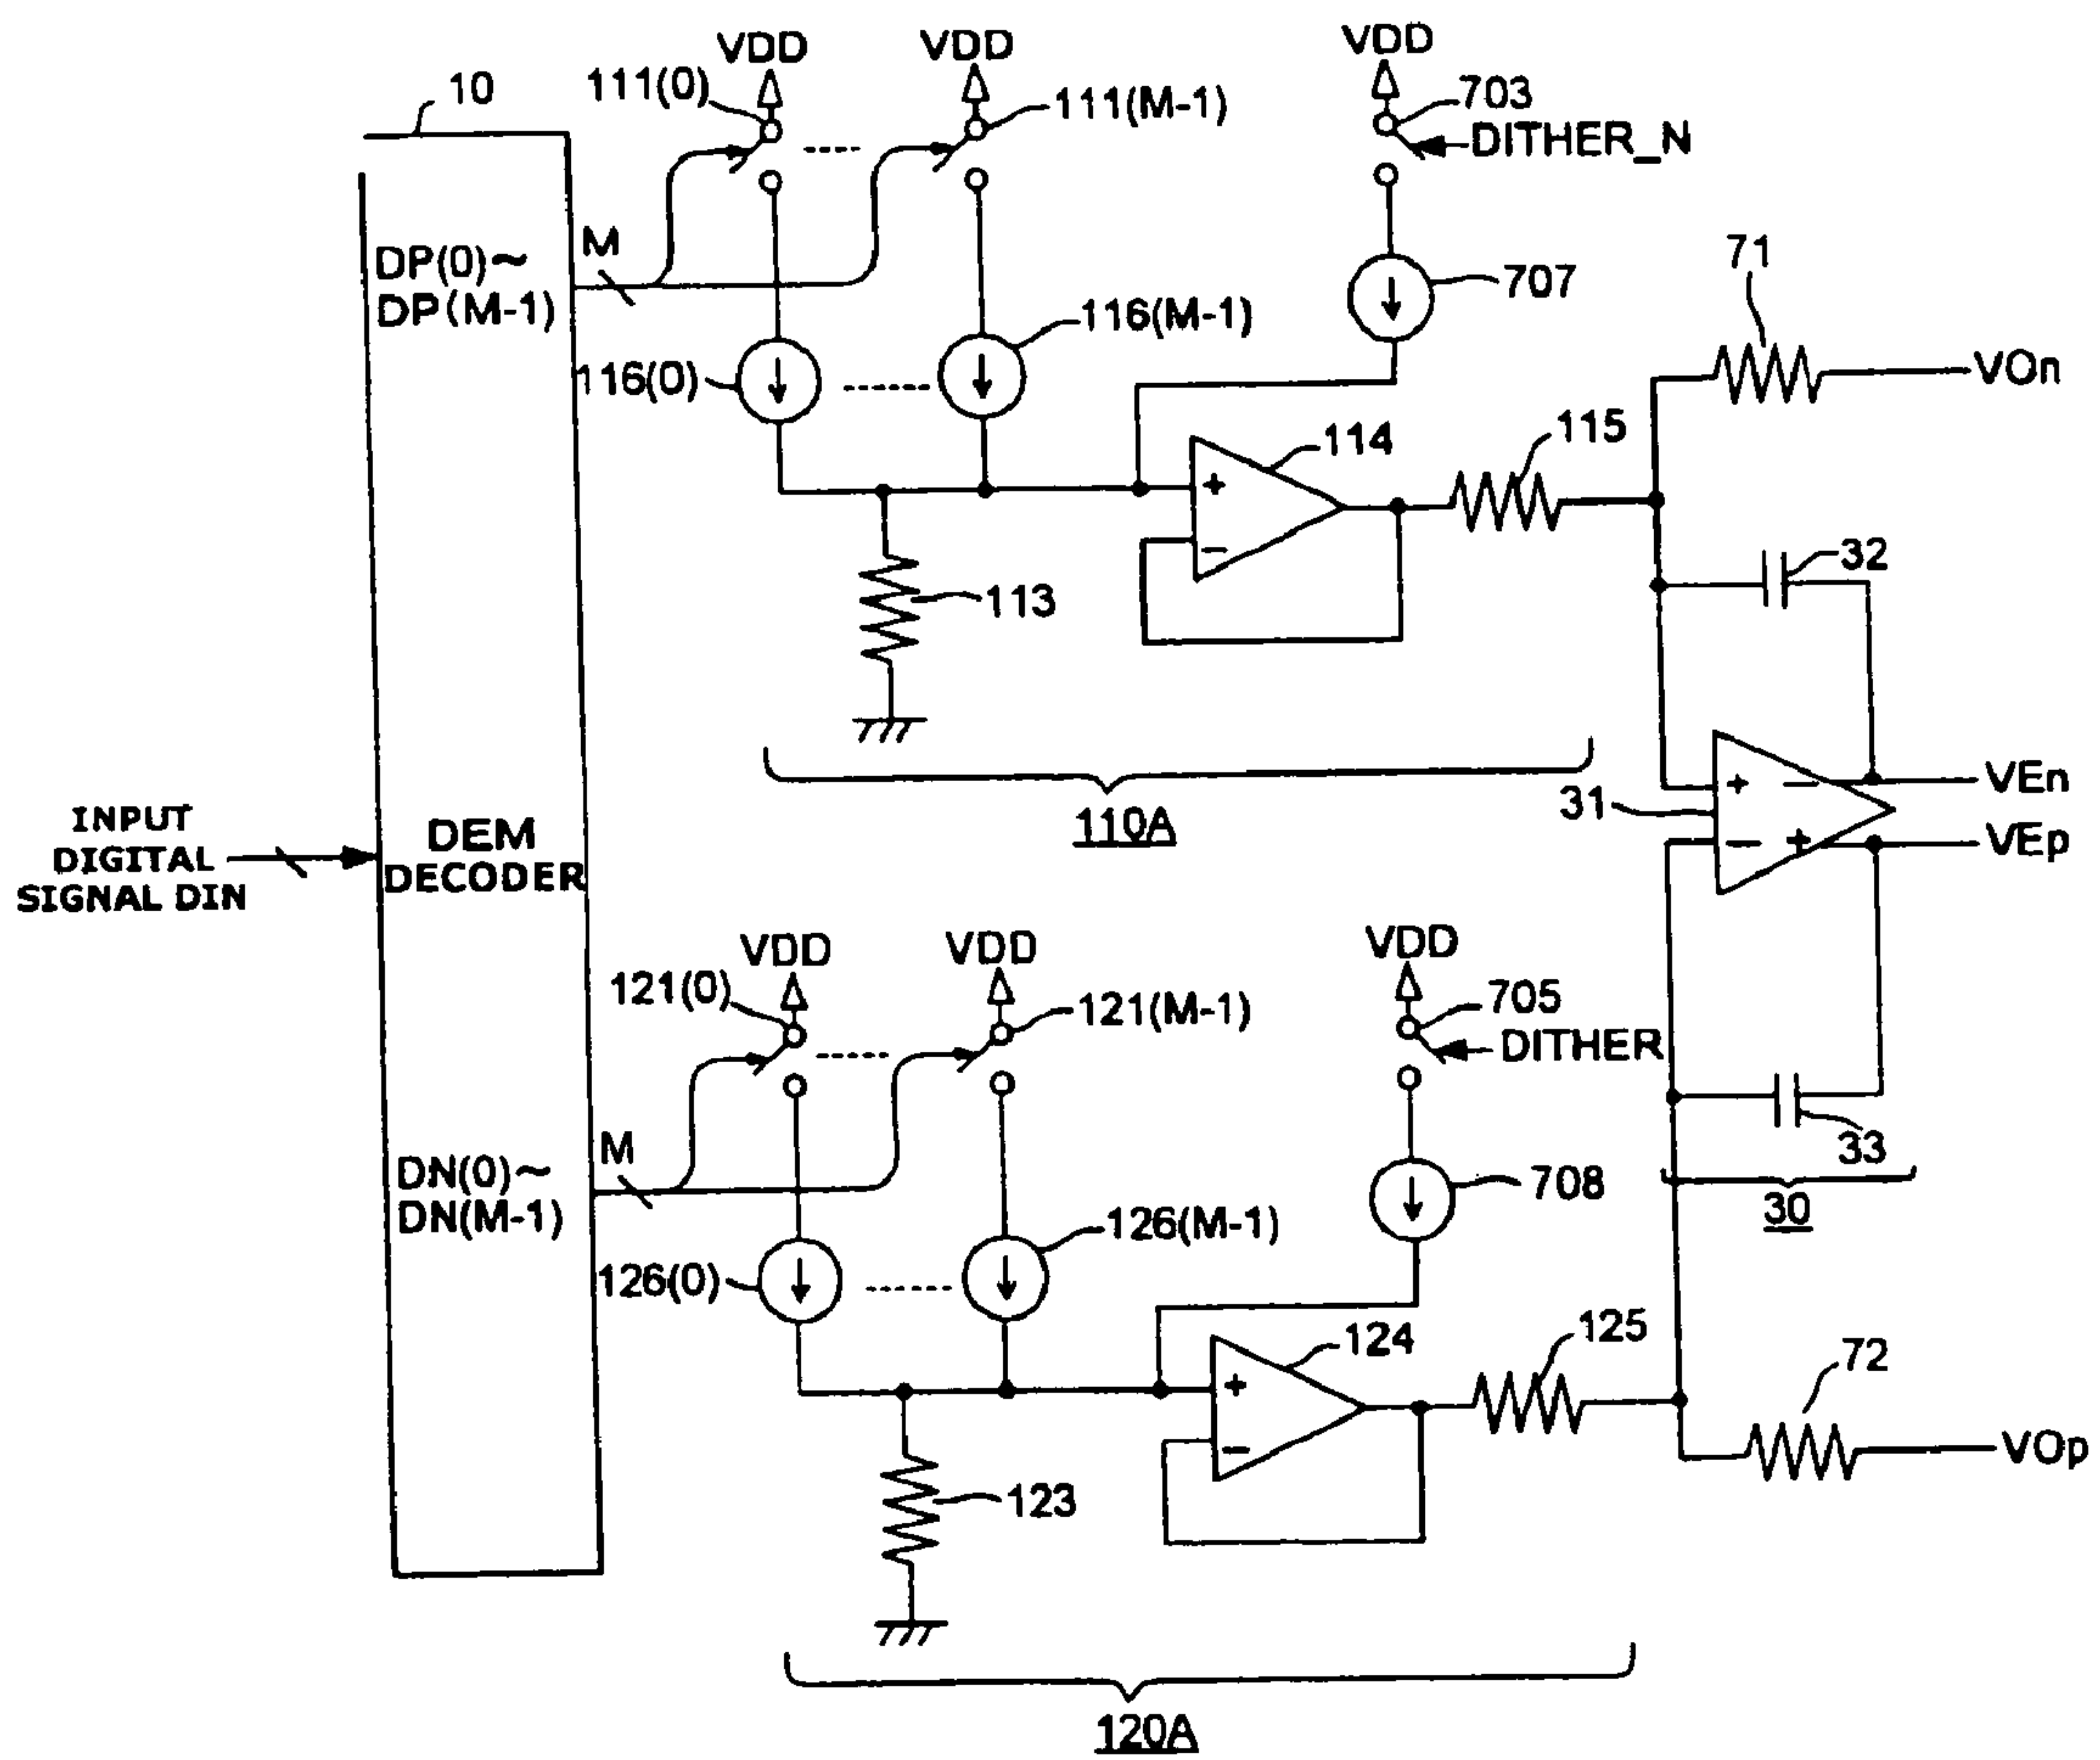 VDD
VDD
VDD
10
111(0)
111(M-1)
703
DITHER_N
M
DP(0)~
DP(M-1)
707
71
116(0)
116(M-1)
VOn
114
115
113
32
110A
31
+
−
−
+
VEn
VEp
+
−
INPUT
DIGITAL
SIGNAL DIN
DEM
DECODER
VDD
VDD
VDD
121(0)
121(M-1)
705
DITHER
33
30
M
DN(0)~
DN(M-1)
708
126(0)
126(M-1)
124
125
72
+
−
VOp
123
120A